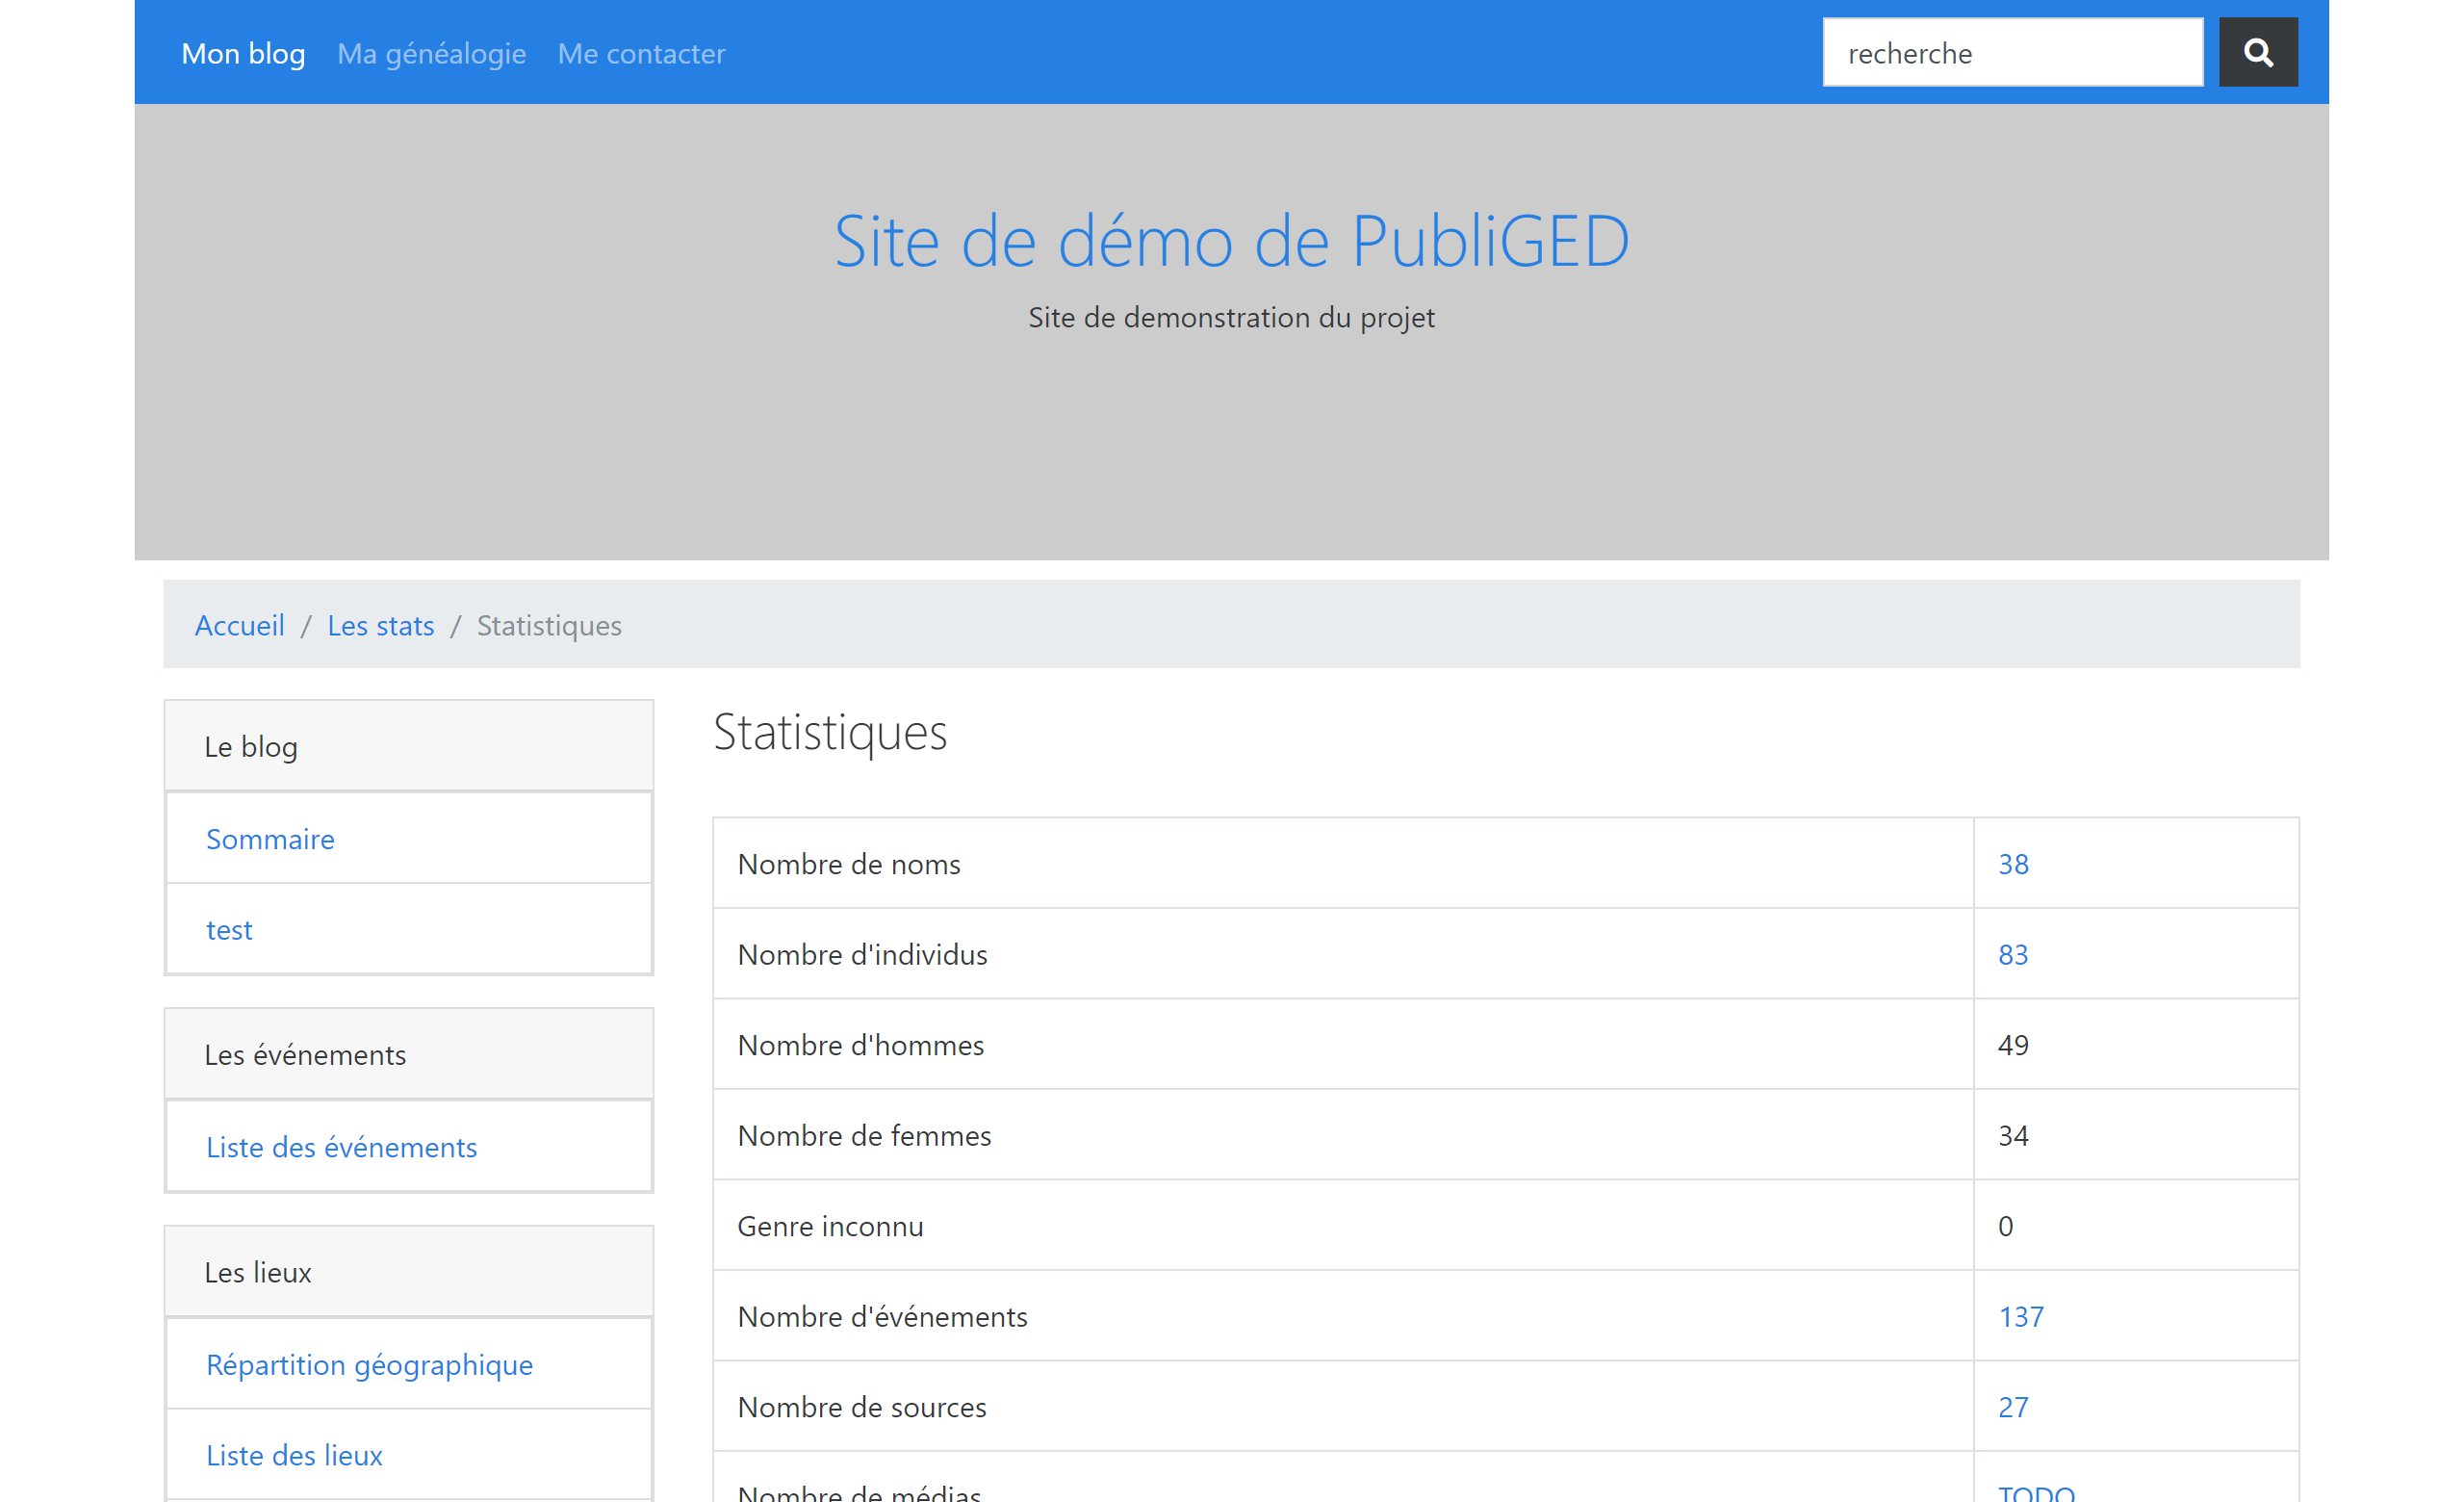 Mon blog Ma généalogie Me contacter recherche
Site de démo de PubliGED
Site de demonstration du projet
Accueil / Les stats / Statistiques
Le blog
Sommaire
test
Les événements
Liste des événements
Les lieux
Répartition géographique
Liste des lieux
Statistiques
Nombre de noms 38
Nombre d'individus 83
Nombre d'hommes 49
Nombre de femmes 34
Genre inconnu 0
Nombre d'événements 137
Nombre de sources 27
Nombre de médias TODO